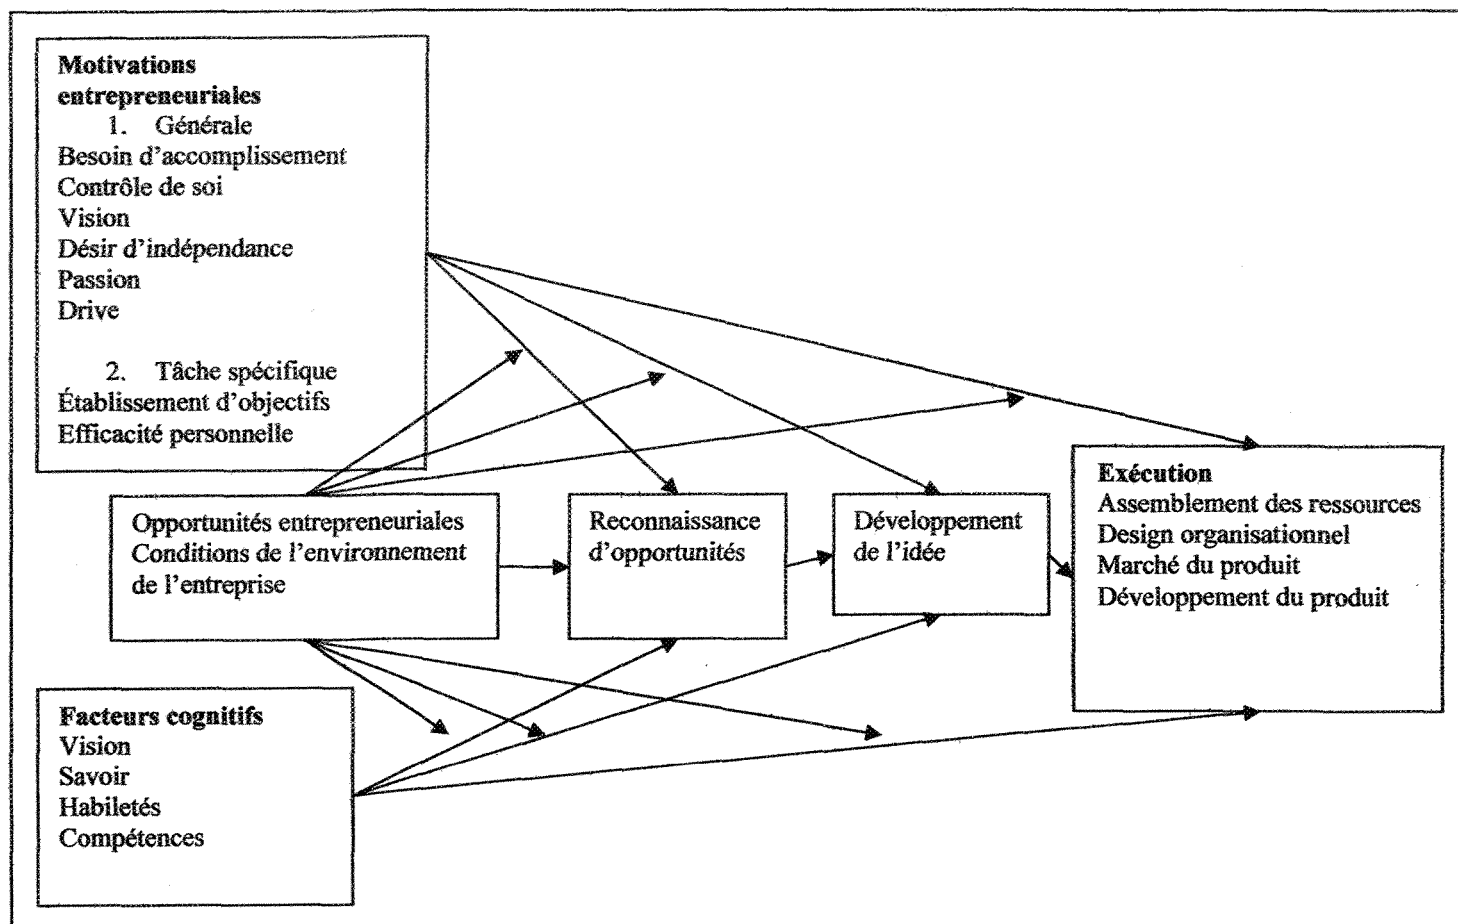 Motivations
entrepreneuriales
1. Générale
Besoin d'accomplissement
Contrôle de soi
Vision
Désir d'indépendance
Passion
Drive
2. Tâche spécifique
Établissement d'objectifs
Efficacité personnelle
Opportunités entrepreneuriales
Conditions de l'environnement
de l'entreprise
Reconnaissance
d'opportunités
Développement
de l'idée
Exécution
Assemblement des ressources
Design organisationnel
Marché du produit
Développement du produit
Facteurs cognitifs
Vision
Savoir
Habiletés
Compétences